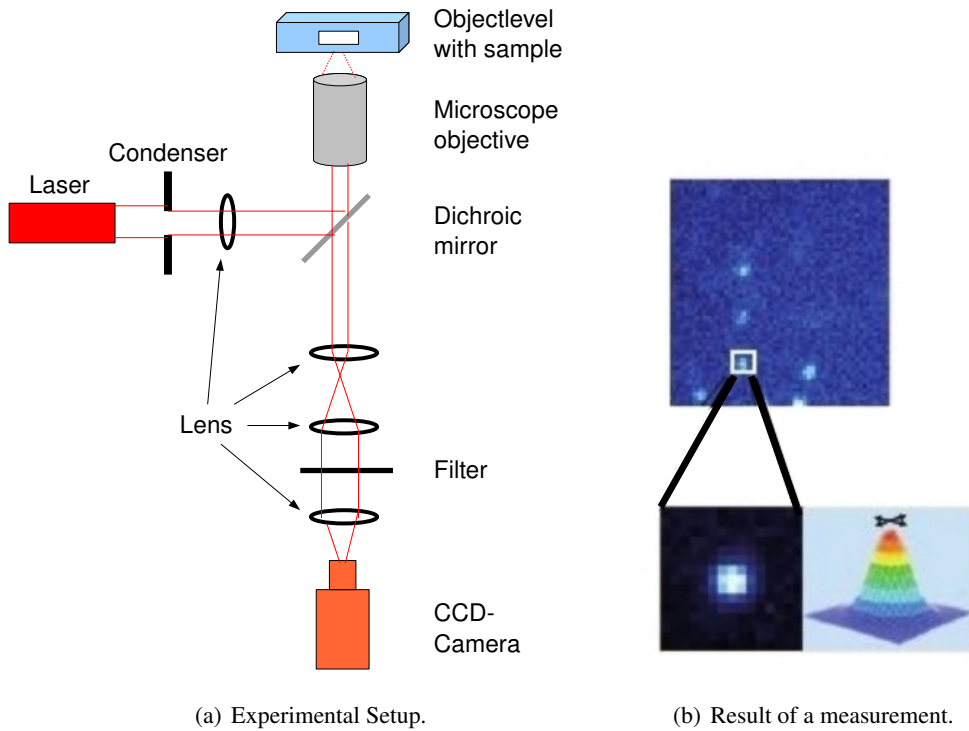 Objectlevel
with sample
Microscope
objective
Condenser
Laser
Dichroic
mirror
Lens
Filter
CCD-
Camera
(a) Experimental Setup.
(b) Result of a measurement.